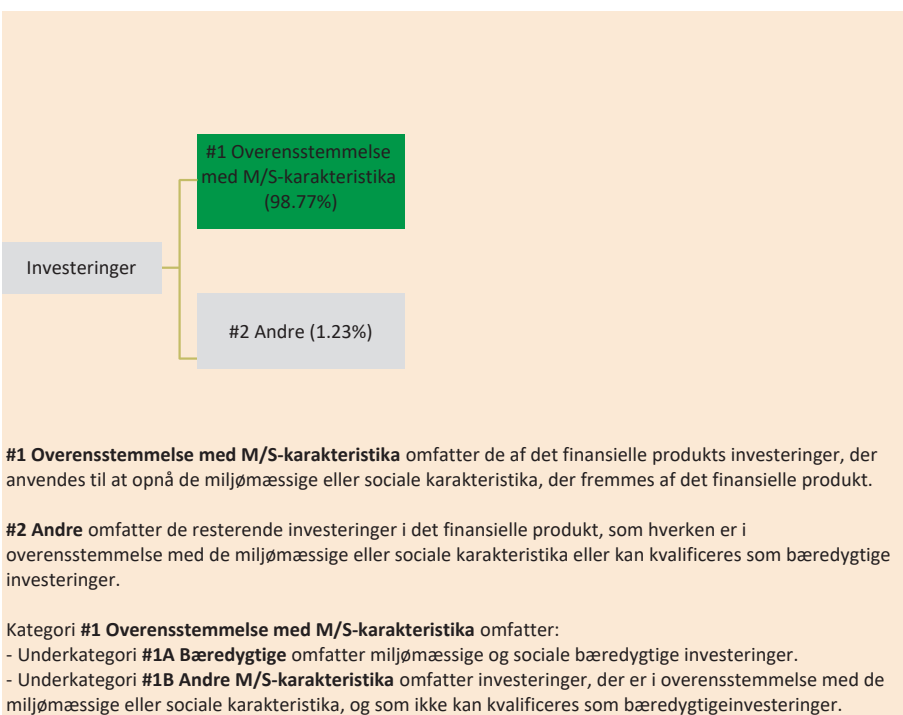 #1 Overensstemmelse
med M/S-karakteristika
(98.77%)
Investeringer
#2 Andre (1.23%)
#1 Overensstemmelse med M/S-karakteristika omfatter de af det finansielle produkts investeringer, der
anvendes til at opnå de miljømæssige eller sociale karakteristika, der fremmes af det finansielle produkt.
#2 Andre omfatter de resterende investeringer i det finansielle produkt, som hverken er i
overensstemmelse med de miljømæssige eller sociale karakteristika eller kan kvalificeres som bæredygtige
investeringer.
Kategori #1 Overensstemmelse med M/S-karakteristika omfatter:
- Underkategori #1A Bæredygtige omfatter miljømæssige og sociale bæredygtige investeringer.
- Underkategori #1B Andre M/S-karakteristika omfatter investeringer, der er i overensstemmelse med de
miljømæssige eller sociale karakteristika, og som ikke kan kvalificeres som bæredygtigeinvesteringer.